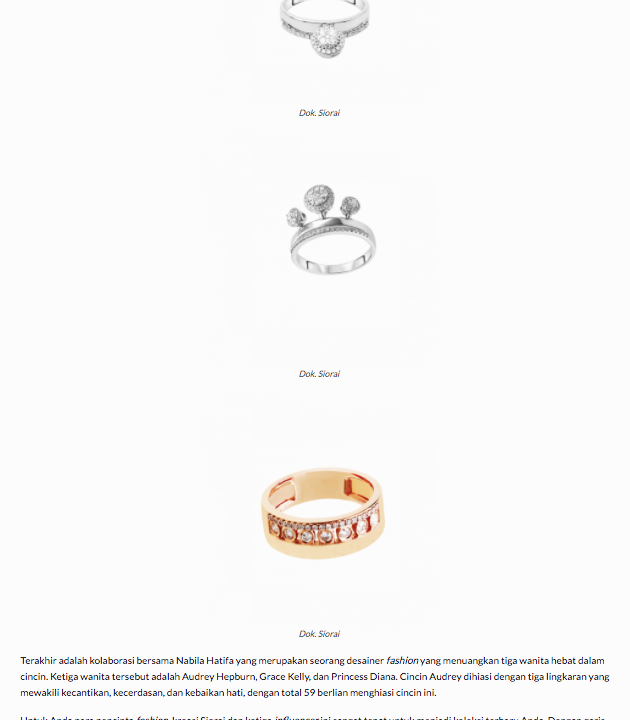 Dok. Siorai
Dok. Siorai
Dok. Siorai
Terakhir adalah kolaborasi bersama Nabila Hatifa yang merupakan seorang desainer fashion yang menuangkan tiga wanita hebat dalam
cincin. Ketiga wanita tersebut adalah Audrey Hepburn, Grace Kelly, dan Princess Diana. Cincin Audrey dihiasi dengan tiga lingkaran yang
mewakili kecantikan, kecerdasan, dan kebaikan hati, dengan total 59 berlian menghiasi cincin ini.